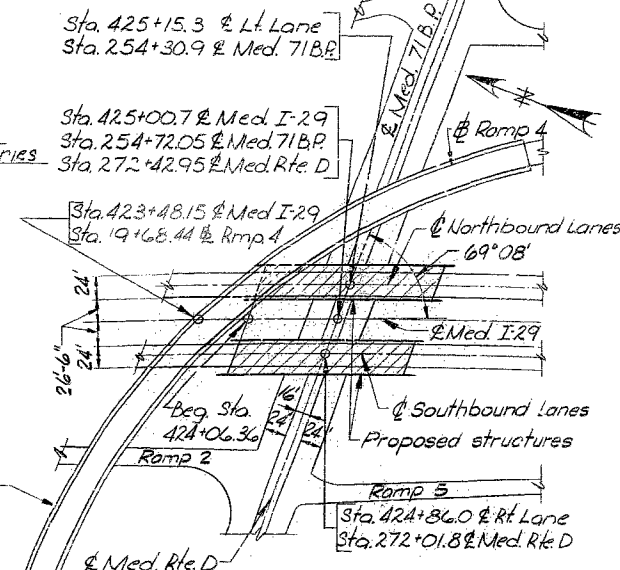 Sta. 425+15.3 ℄ Lt. Lane
Sta. 254+30.9 ℄ Med. 71 B.P.
℄ Med. 71 B.P.
Sta. 425+00.7 ℄ Med. I-29
Sta. 254+72.05 ℄ Med. 71 B.P.
Sta. 272+42.95 ℄ Med. Rte. D
N
℄ Ramp 4
ries
Sta. 423+48.15 ℄ Med I-29
Sta. 19+68.44 ℄ Rmp. 4
℄ Northbound Lanes
69°08'
24'
36'-6"
24'
℄ Med. I-29
℄ Southbound Lanes
Proposed structures
Beg. Sta.
424+06.36
16'
24'
24'
Ramp 2
Ramp 5
Sta. 424+86.0 ℄ Rt. Lane
Sta. 272+01.8 ℄ Med. Rte. D
℄ Med. Rte. D